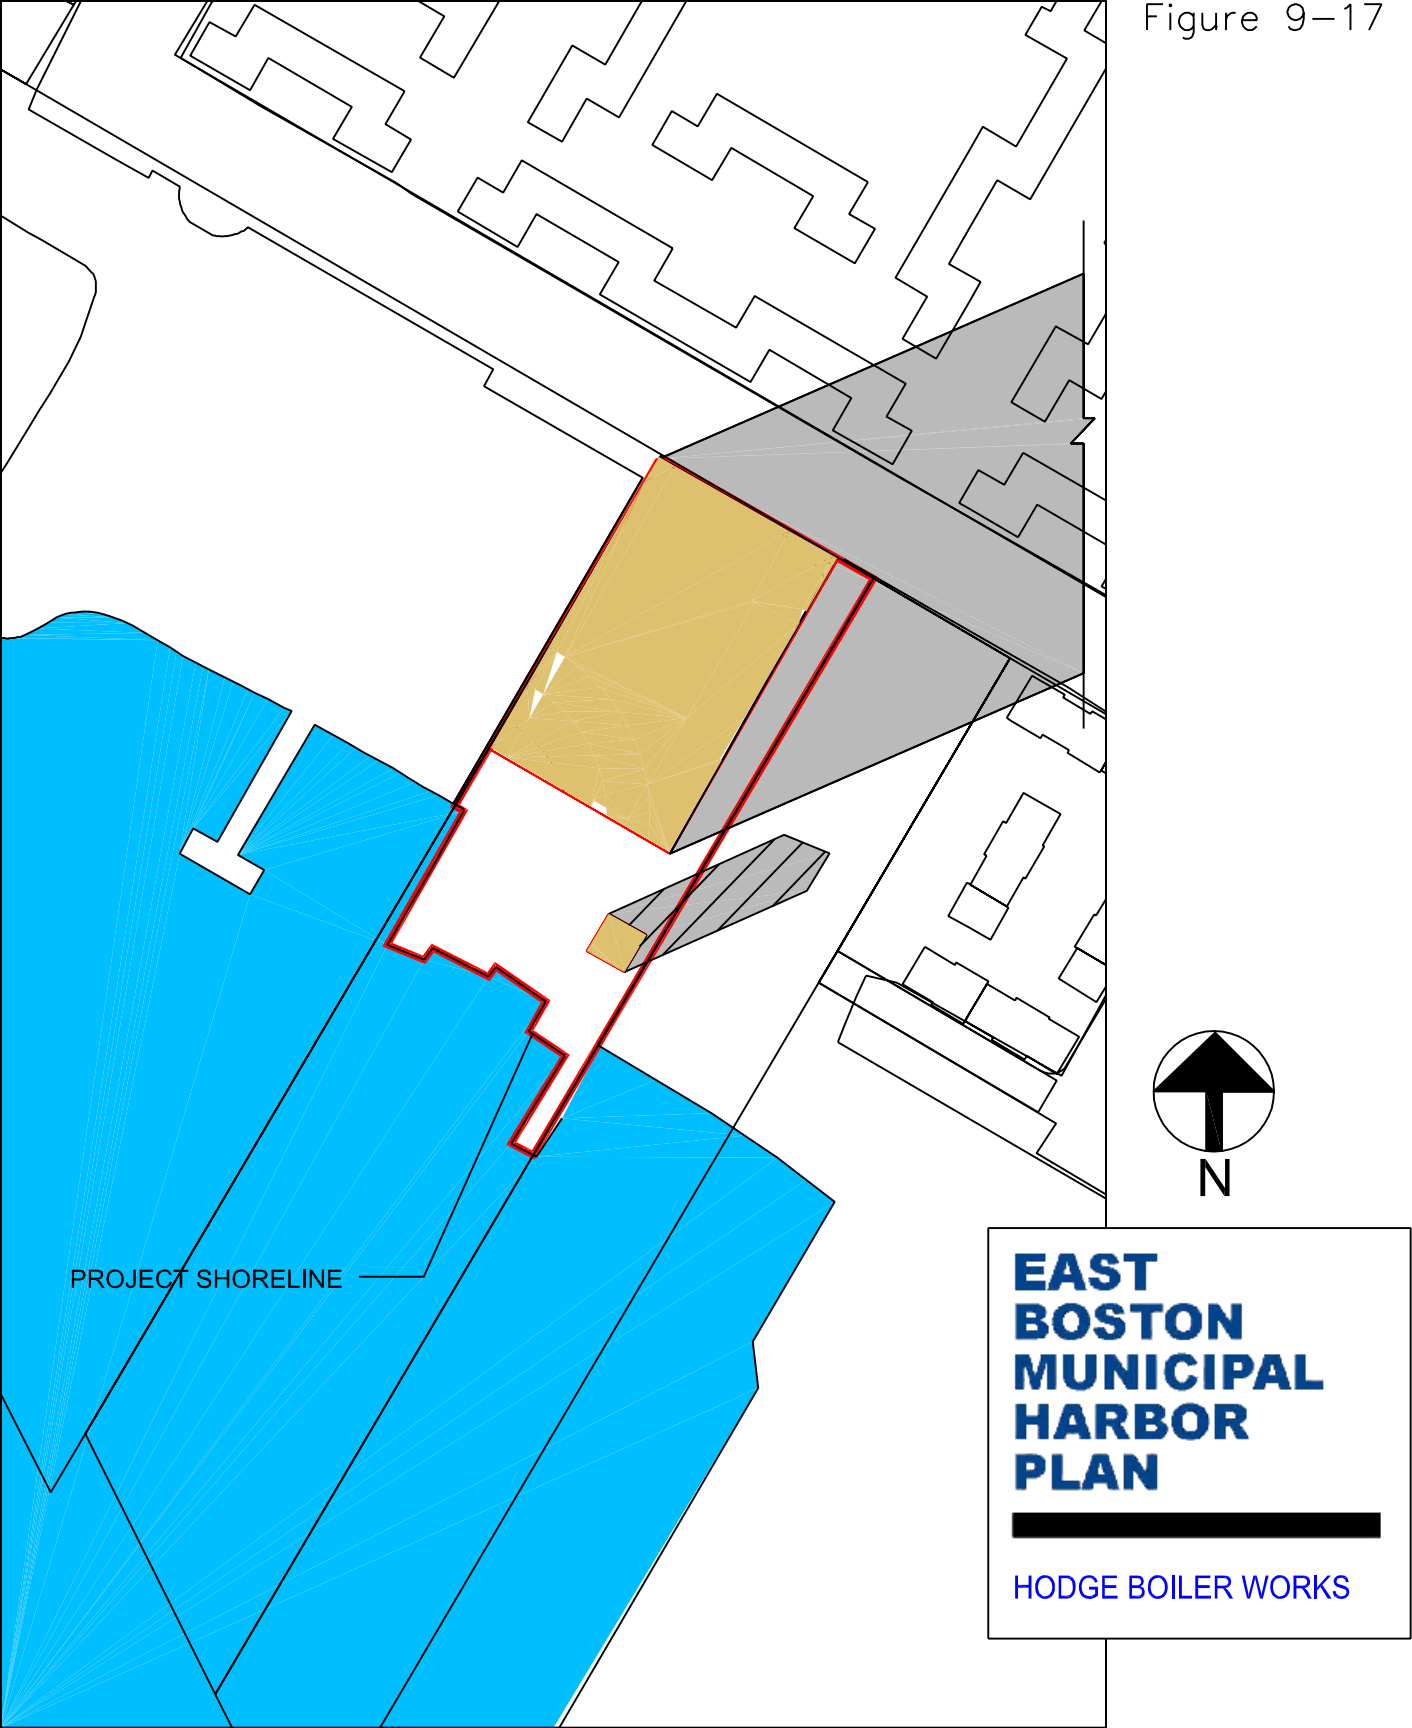 Figure 9-17
PROJECT SHORELINE
N
EAST
BOSTON
MUNICIPAL
HARBOR
PLAN
HODGE BOILER WORKS